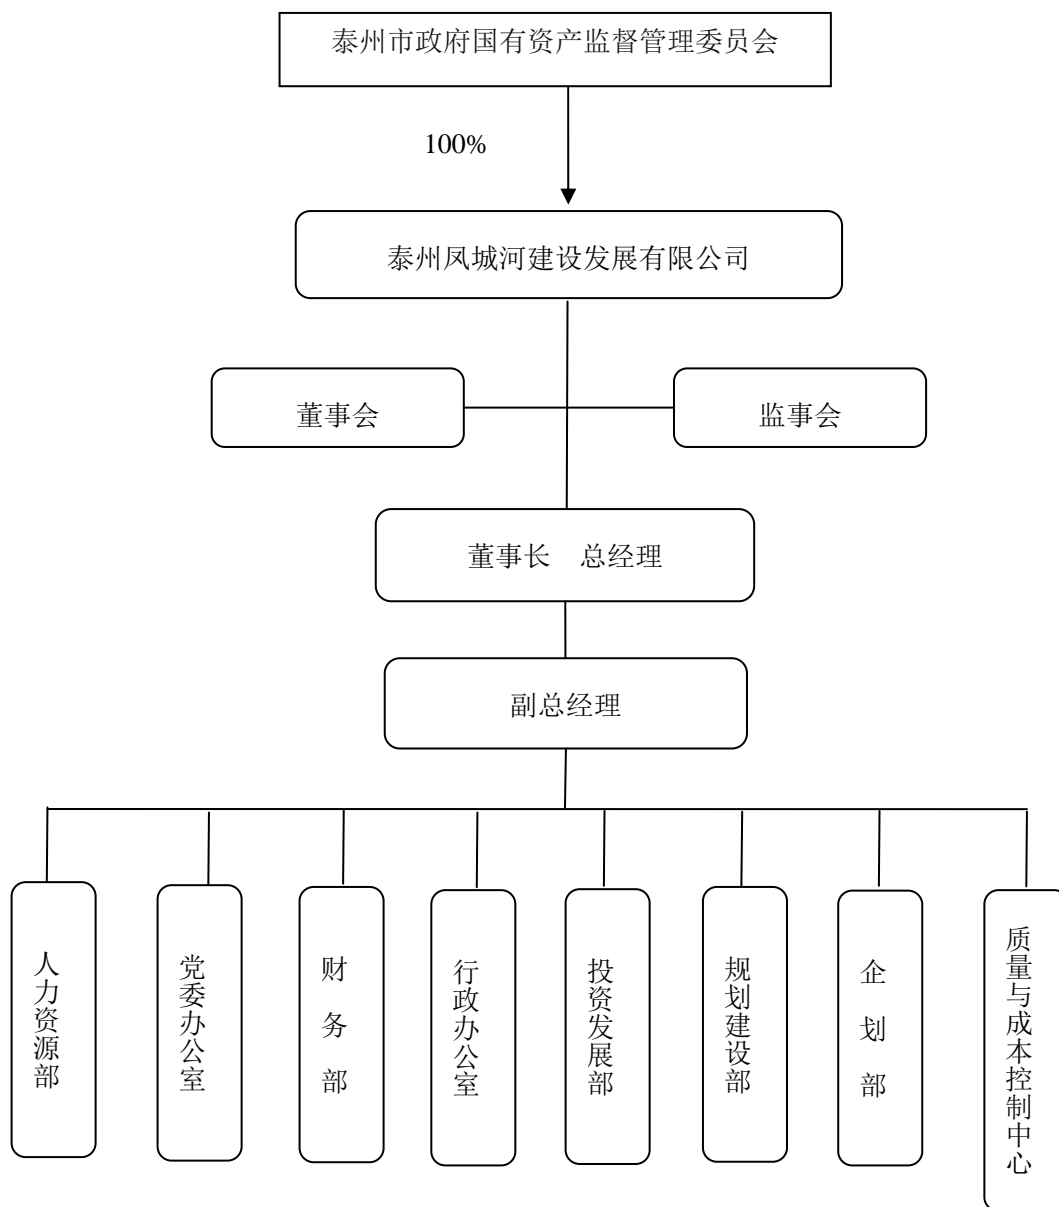 泰州市政府国有资产监督管理委员会
100%
泰州凤城河建设发展有限公司
董事会
监事会
董事长　总经理
副总经理
人力资源部
党委办公室
财务部
行政办公室
投资发展部
规划建设部
企划部
质量与成本控制中心